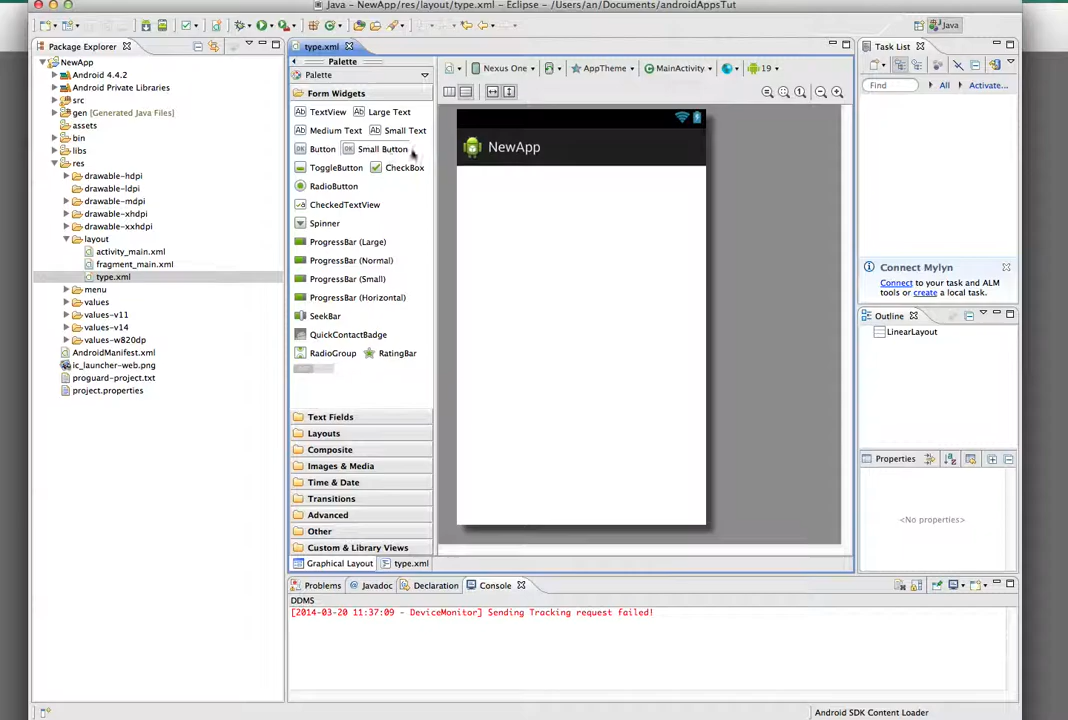 Java – NewApp/res/layout/type.xml – Eclipse – /Users/an/Documents/androidAppsTut
Java
Package Explorer
NewApp
Android 4.4.2
Android Private Libraries
src
gen [Generated Java Files]
assets
bin
libs
res
drawable-hdpi
drawable-ldpi
drawable-mdpi
drawable-xhdpi
drawable-xxhdpi
layout
activity_main.xml
fragment_main.xml
type.xml
menu
values
values-v11
values-v14
values-w820dp
AndroidManifest.xml
ic_launcher-web.png
proguard-project.txt
project.properties
type.xml
Palette
Palette
Form Widgets
Ab TextView Ab Large Text
Ab Medium Text Ab Small Text
OK Button OK Small Button
ToggleButton CheckBox
RadioButton
CheckedTextView
Spinner
ProgressBar (Large)
ProgressBar (Normal)
ProgressBar (Small)
ProgressBar (Horizontal)
SeekBar
QuickContactBadge
RadioGroup RatingBar
Text Fields
Layouts
Composite
Images & Media
Time & Date
Transitions
Advanced
Other
Custom & Library Views
Graphical Layout type.xml
Nexus One AppTheme MainActivity 19
NewApp
Task List
Find All Activate...
Connect Mylyn
Connect to your task and ALM
tools or create a local task.
Outline
LinearLayout
Properties
<No properties>
Problems Javadoc Declaration Console
DDMS
[2014-03-20 11:37:09 - DeviceMonitor] Sending Tracking request failed!
Android SDK Content Loader